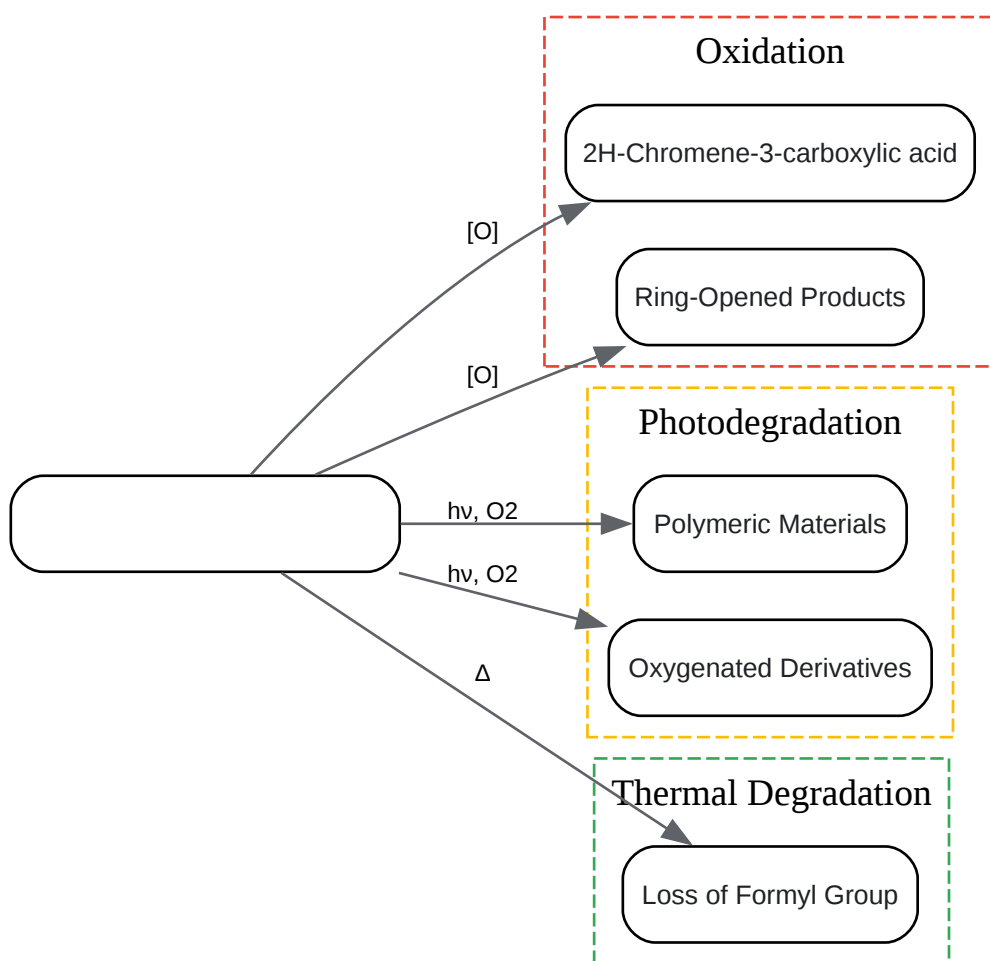 Oxidation
2H-Chromene-3-carboxylic acid
[O]
Ring-Opened Products
[O]
Photodegradation
hν, O2
Polymeric Materials
hν, O2
Oxygenated Derivatives
Δ
Thermal Degradation
Loss of Formyl Group